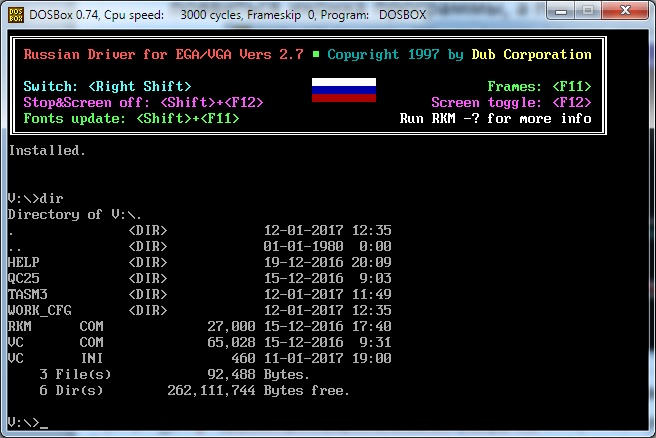 DOS BOX DOSBox 0.74, Cpu speed: 3000 cycles, Frameskip 0, Program: DOSBOX
Russian Driver for EGA/VGA Vers 2.7 ■ Copyright 1997 by Dub Corporation
Switch: <Right Shift> Frames: <F11>
Stop&Screen off: <Shift>+<F12> Screen toggle: <F12>
Fonts update: <Shift>+<F11> Run RKM -? for more info
Installed.
V:\>dir
Directory of V:\.
. <DIR> 12-01-2017 12:35
.. <DIR> 01-01-1980 0:00
HELP <DIR> 19-12-2016 20:09
QC25 <DIR> 15-12-2016 9:03
TASM3 <DIR> 12-01-2017 11:49
WORK_CFG <DIR> 12-01-2017 12:35
RKM COM 27,000 15-12-2016 17:40
VC COM 65,028 15-12-2016 9:31
VC INI 460 11-01-2017 19:00
3 File(s) 92,488 Bytes.
6 Dir(s) 262,111,744 Bytes free.
V:\>_